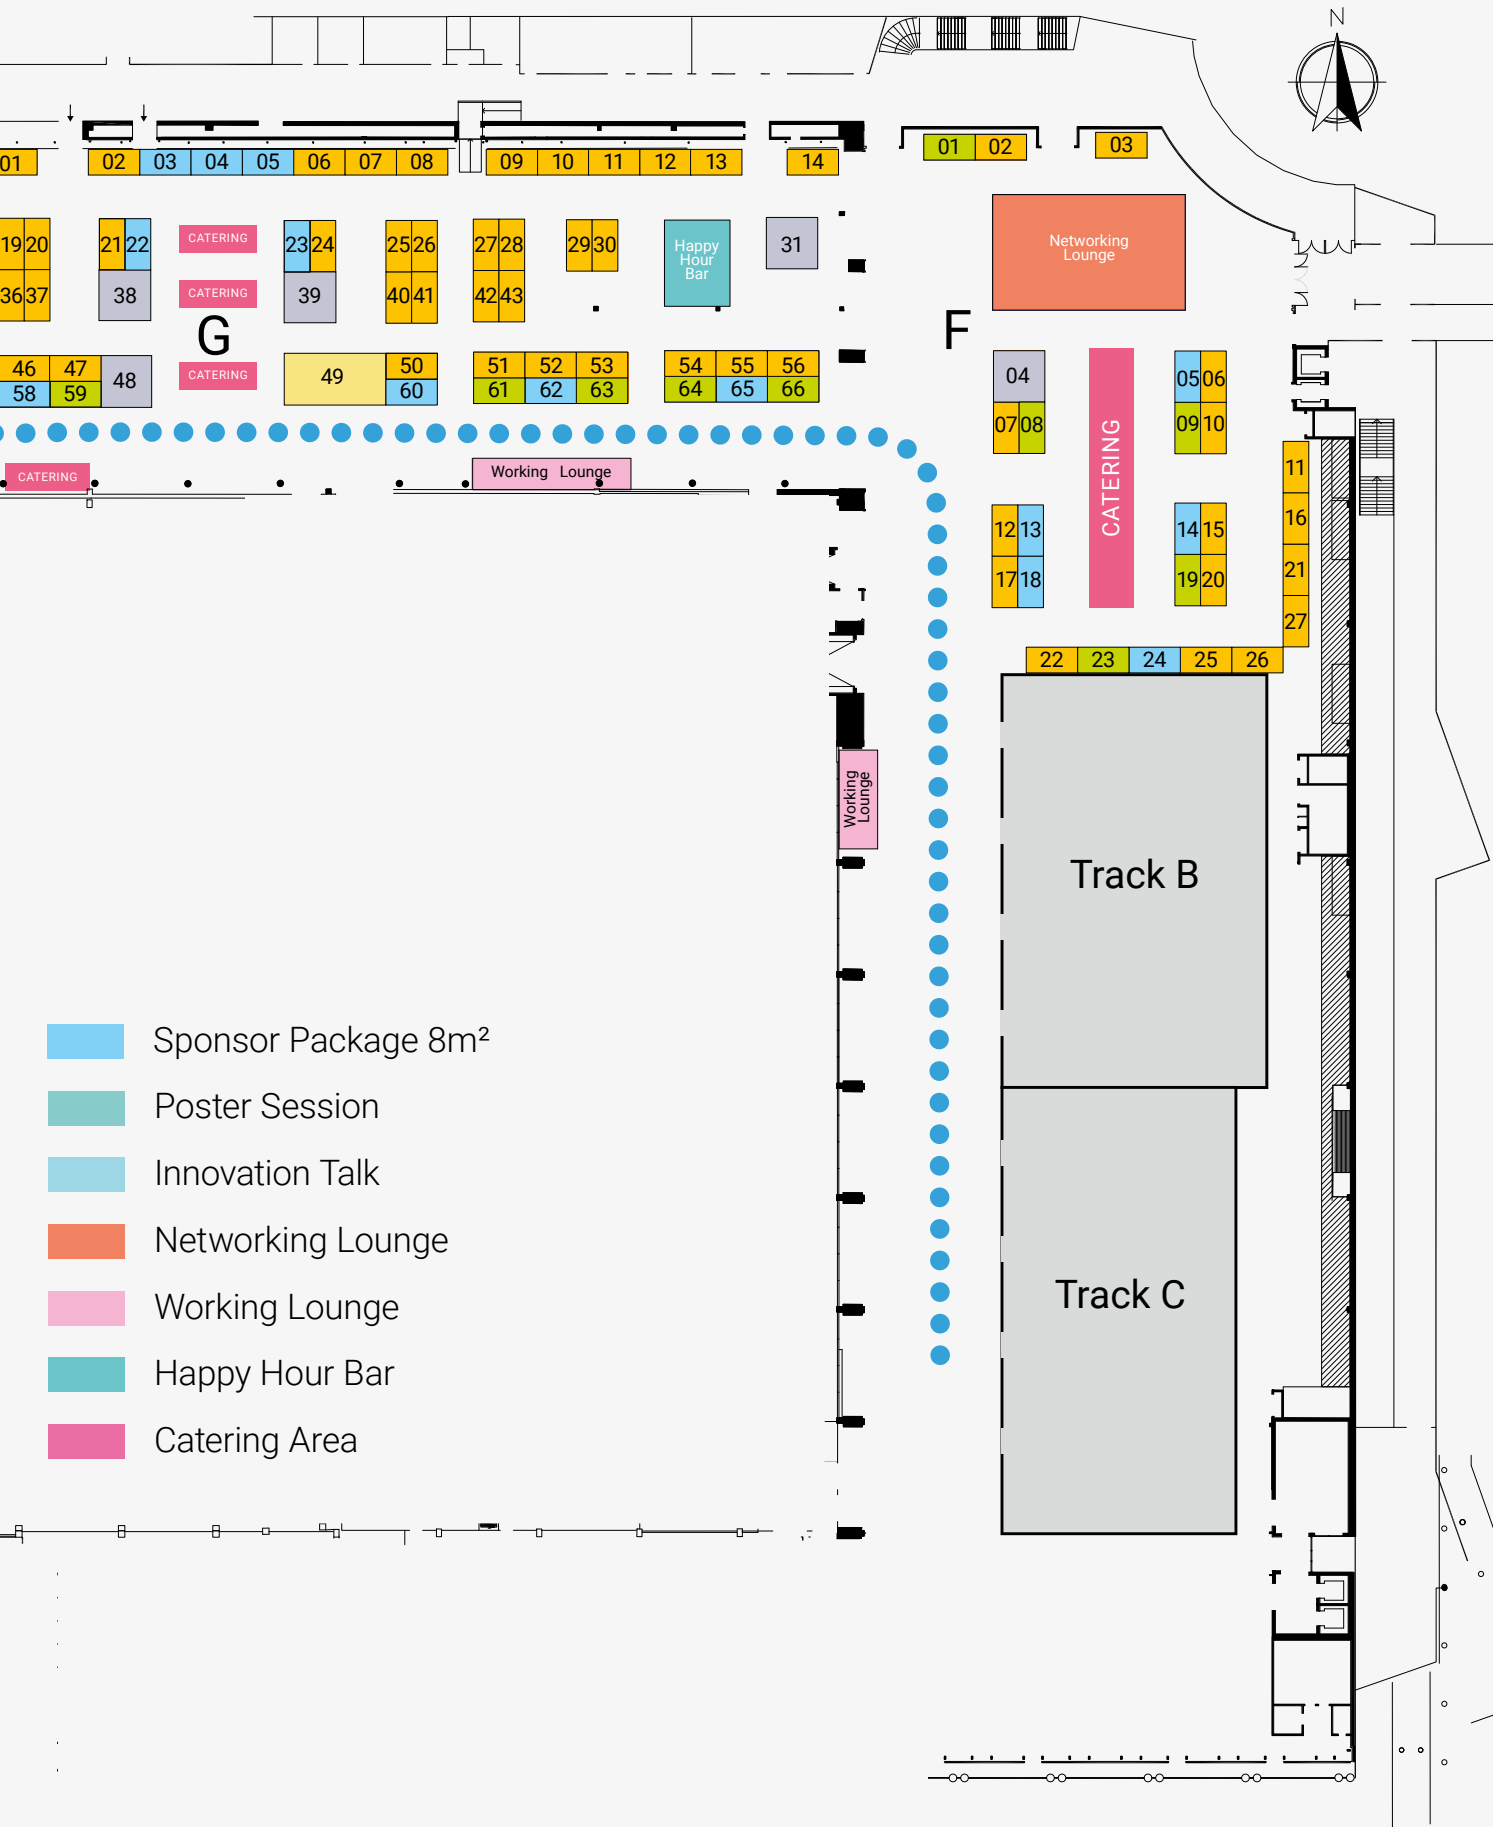 N
01 02 03 04 05 06 07 08 09 10 11 12 13 14
01 02 03
19 20 21 22 CATERING 23 24 25 26 27 28 29 30
Happy
Hour
Bar
31
Networking
Lounge
36 37 38 CATERING 39 40 41 42 43
G
F
46 47 48 CATERING 49 50 51 52 53 54 55 56
58 59 60 61 62 63 64 65 66
04 05 06
07 08 09 10
CATERING
11
16
21
27
12 13 14 15
17 18 19 20
22 23 24 25 26
CATERING
Working Lounge
Working
Lounge
Track B
Track C
Sponsor Package 8m²
Poster Session
Innovation Talk
Networking Lounge
Working Lounge
Happy Hour Bar
Catering Area